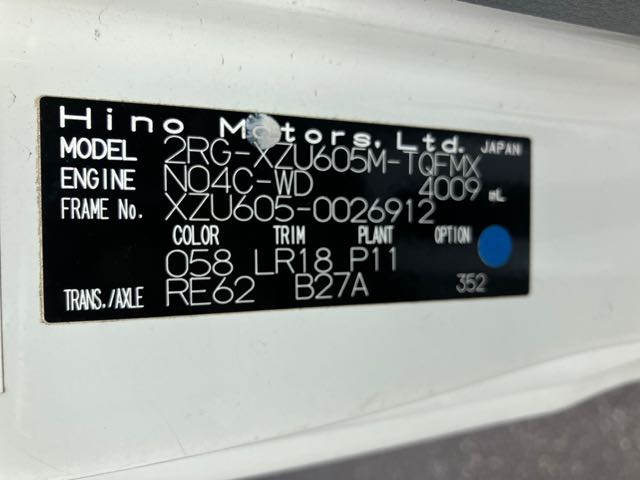 Hino Motors, Ltd. JAPAN
MODEL 2RG-XZU605M-TQFMX
ENGINE N04C-WD 4009 mL
FRAME No. XZU605-0026912
COLOR TRIM PLANT OPTION
058 LR18 P11
TRANS./AXLE RE62 B27A 352